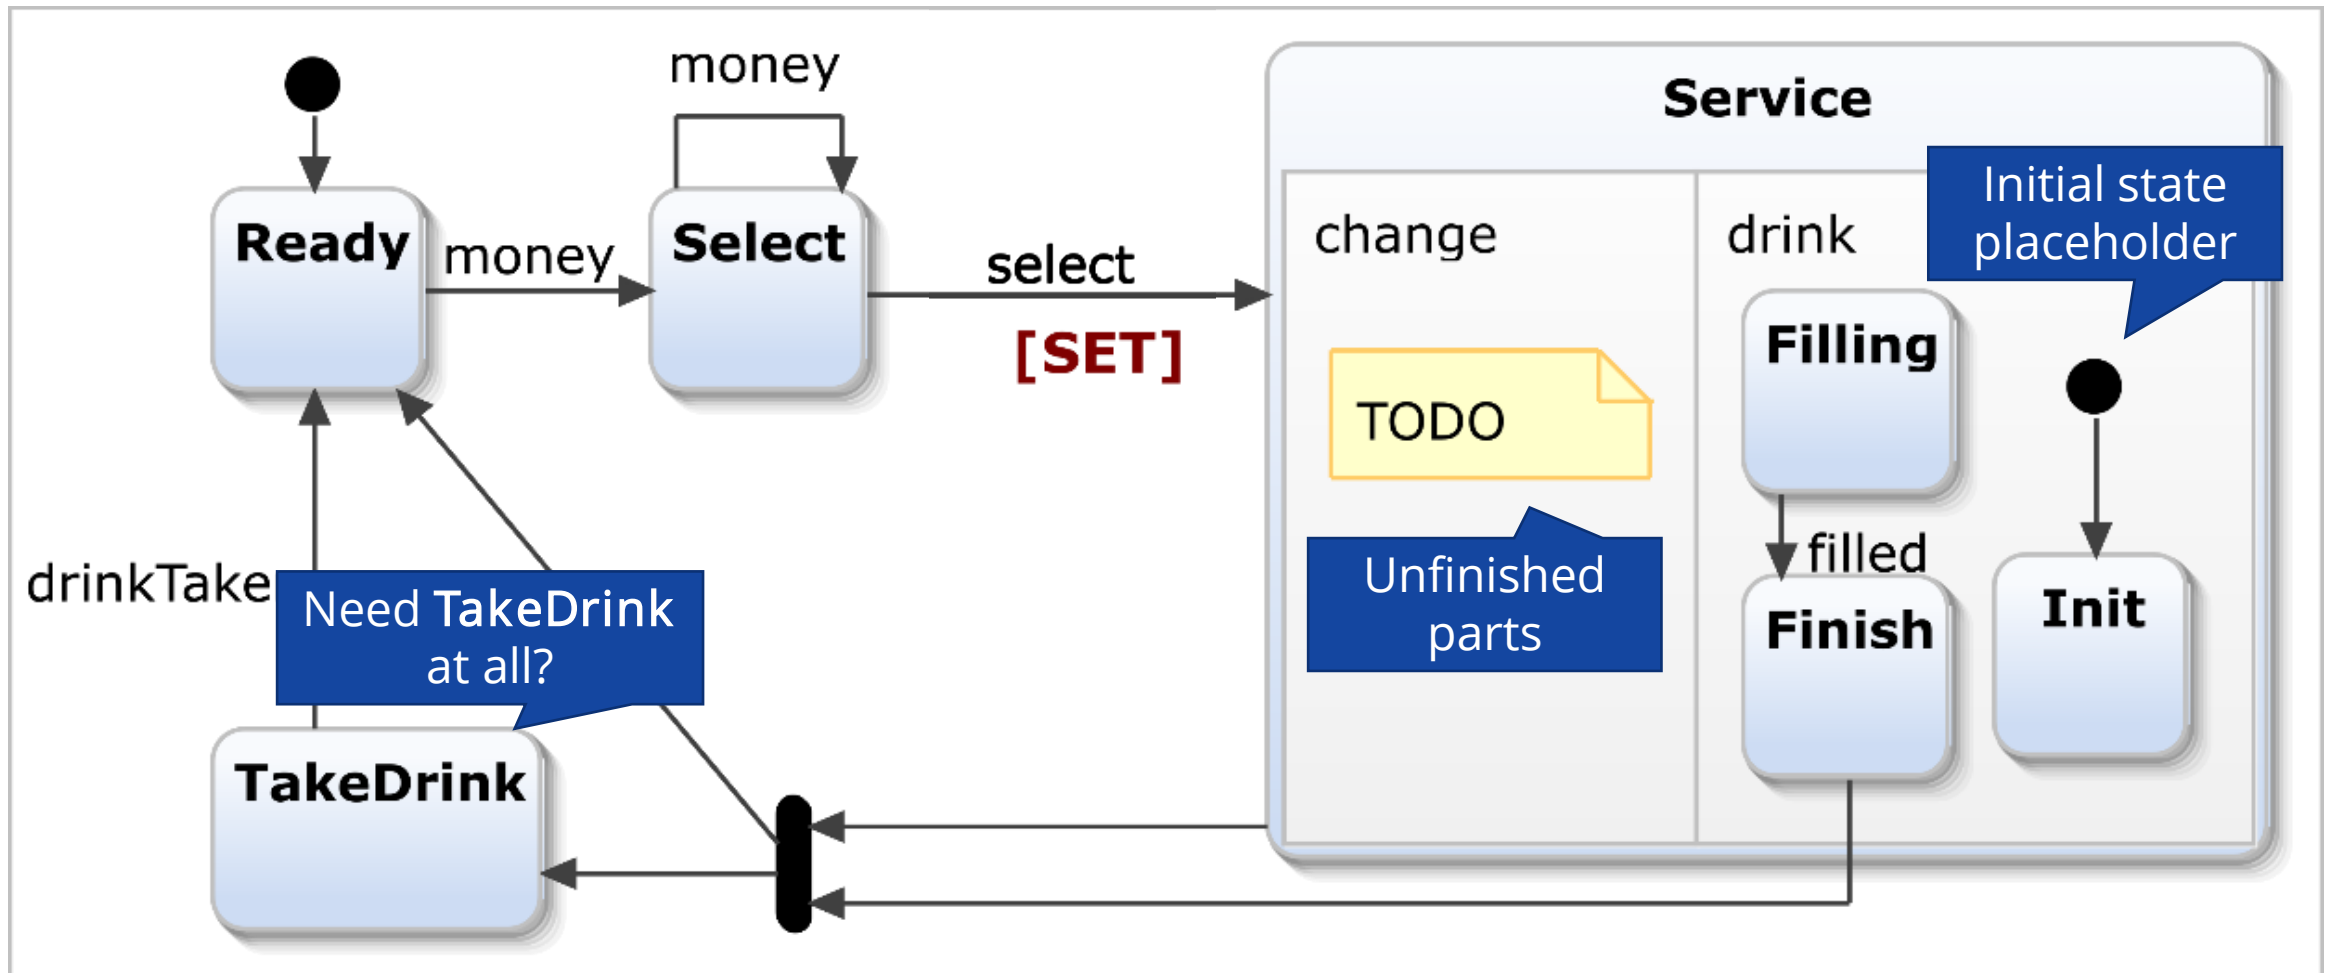 money
Service
Initial state
placeholder
Ready
money
Select
select
[SET]
change
drink
Filling
TODO
filled
drinkTake
Need TakeDrink
at all?
Unfinished
parts
Finish
Init
TakeDrink